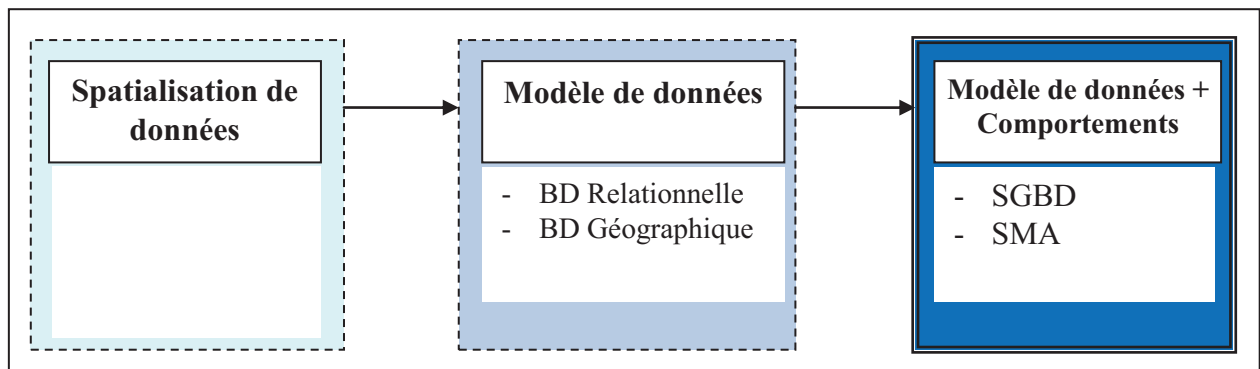 Spatialisation de
données
Modèle de données
- BD Relationnelle
- BD Géographique
Modèle de données +
Comportements
- SGBD
- SMA